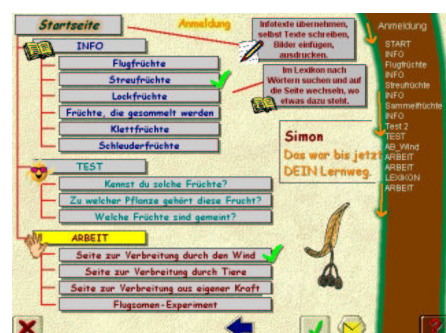 Startseite
Anmeldung
Infotexte übernehmen,
selbst Texte schreiben,
Bilder einfügen,
ausdrucken.
INFO
Flugfrüchte
Streufrüchte
Lockfrüchte
Früchte, die gesammelt werden
Klettfrüchte
Schleuderfrüchte
Im Lexikon nach
Wörtern suchen und auf
die Seite wechseln, wo
etwas dazu steht.
TEST
Kennst du solche Früchte?
Zu welcher Pflanze gehört diese Frucht?
Welche Früchte sind gemeint?
ARBEIT
Seite zur Verbreitung durch den Wind
Seite zur Verbreitung durch Tiere
Seite zur Verbreitung aus eigener Kraft
Flugsamen-Experiment
Simon
Das war bis jetzt
DEIN Lernweg.
Anmeldung
START
INFO
Flugfrüchte
INFO
Streufrüchte
INFO
Sammelfrüchte
INFO
Test 2
TEST
AB_Wind
ARBEIT
ARBEIT
LEXIKON
ARBEIT